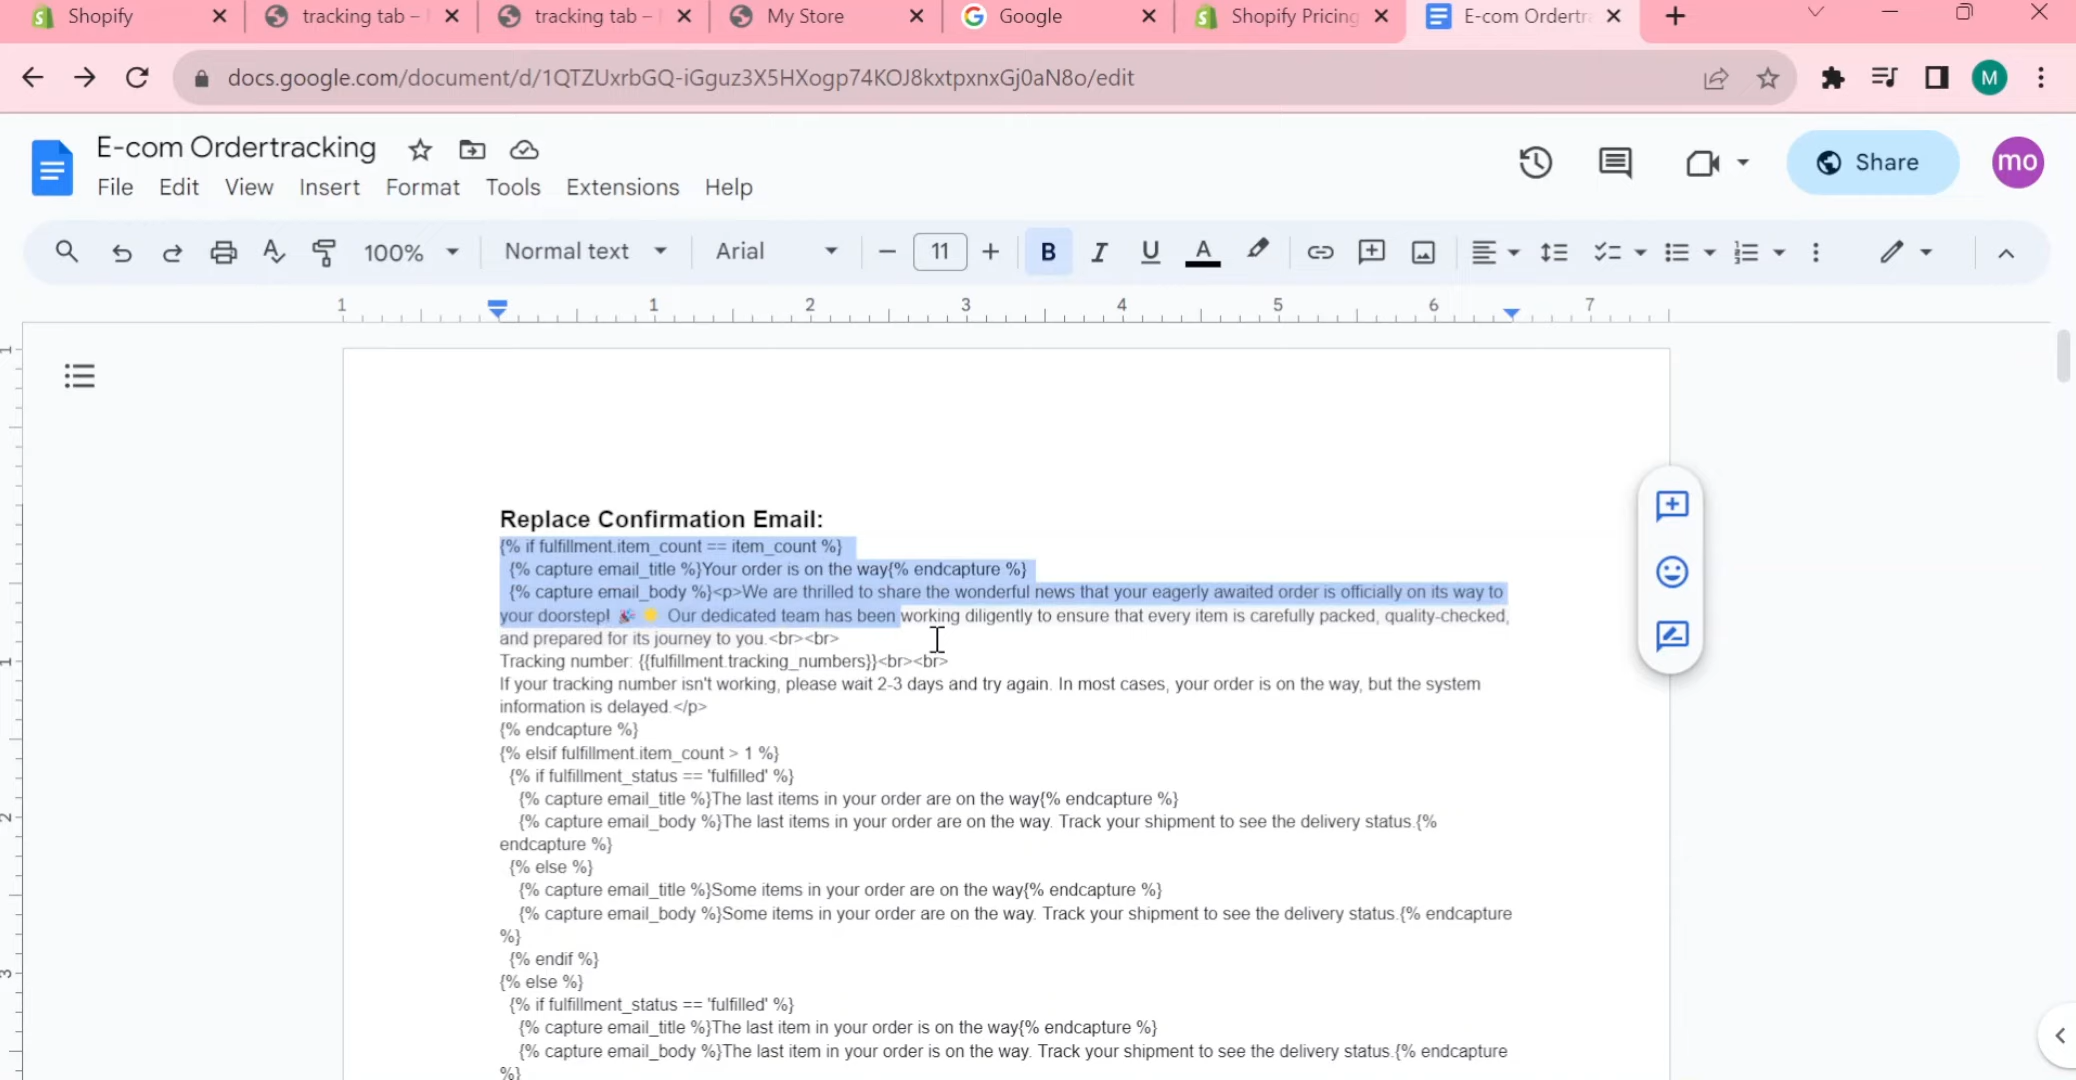 Shopify
tracking tab –
tracking tab –
My Store
Google
Shopify Pricing
E-com Ordertra
docs.google.com/document/d/1QTZUxrbGQ-iGguz3X5HXogp74KOJ8kxtpxnxGj0aN8o/edit
M
E-com Ordertracking
File Edit View Insert Format Tools Extensions Help
Share
mo
100% Normal text Arial 11 B I U A
1 1 2 3 4 5 6 7
Replace Confirmation Email:
{% if fulfillment.item_count == item_count %}
{% capture email_title %}Your order is on the way{% endcapture %}
{% capture email_body %}<p>We are thrilled to share the wonderful news that your eagerly awaited order is officially on its way to
your doorstep! 🎉 🌟 Our dedicated team has been working diligently to ensure that every item is carefully packed, quality-checked,
and prepared for its journey to you.<br><br>
Tracking number: {{fulfillment.tracking_numbers}}<br><br>
If your tracking number isn't working, please wait 2-3 days and try again. In most cases, your order is on the way, but the system
information is delayed.</p>
{% endcapture %}
{% elsif fulfillment.item_count > 1 %}
{% if fulfillment_status == 'fulfilled' %}
{% capture email_title %}The last items in your order are on the way{% endcapture %}
{% capture email_body %}The last items in your order are on the way. Track your shipment to see the delivery status.{%
endcapture %}
{% else %}
{% capture email_title %}Some items in your order are on the way{% endcapture %}
{% capture email_body %}Some items in your order are on the way. Track your shipment to see the delivery status.{% endcapture
%}
{% endif %}
{% else %}
{% if fulfillment_status == 'fulfilled' %}
{% capture email_title %}The last item in your order is on the way{% endcapture %}
{% capture email_body %}The last item in your order is on the way. Track your shipment to see the delivery status.{% endcapture
%}
1
1
2
3